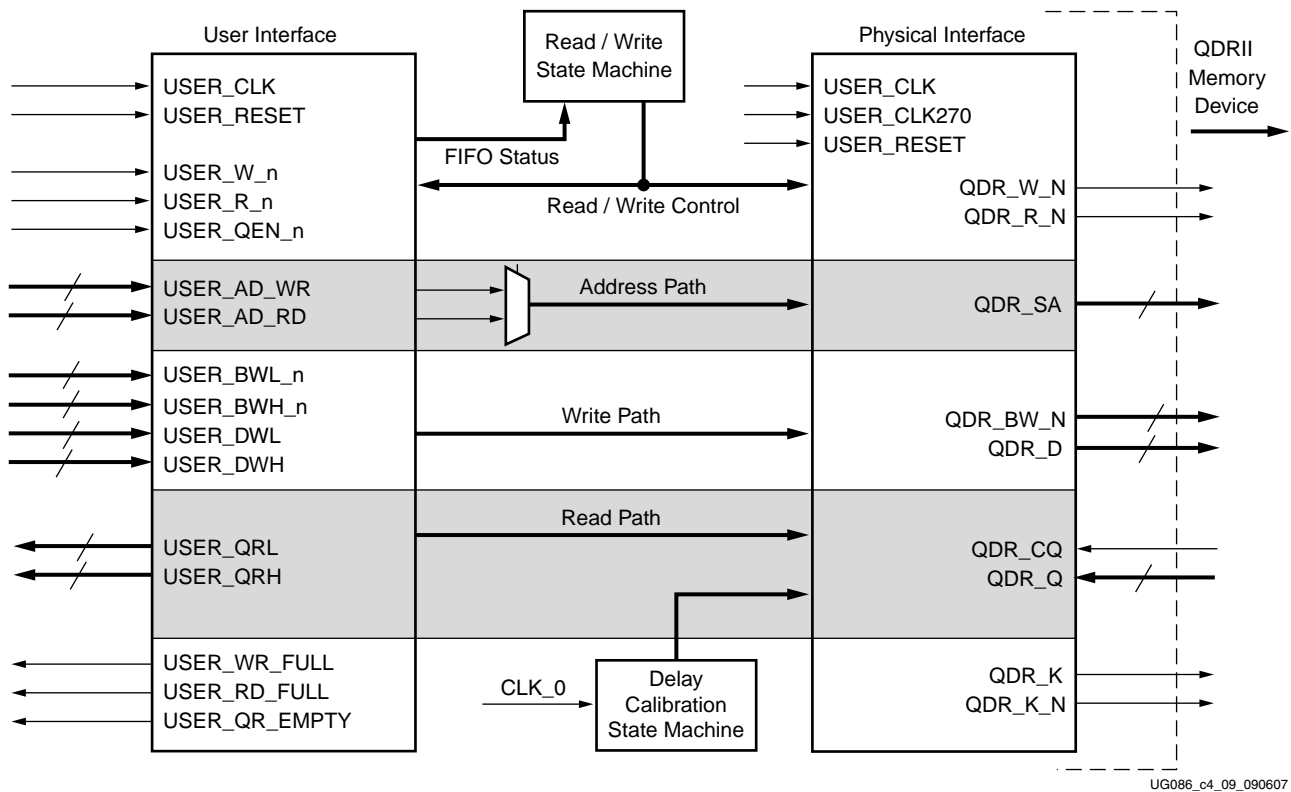 User Interface
Read / Write
State Machine
Physical Interface
QDRII
Memory
Device
USER_CLK
USER_RESET
USER_W_n
USER_R_n
USER_QEN_n
FIFO Status
Read / Write Control
USER_CLK
USER_CLK270
USER_RESET
QDR_W_N
QDR_R_N
USER_AD_WR
USER_AD_RD
Address Path
QDR_SA
USER_BWL_n
USER_BWH_n
USER_DWL
USER_DWH
Write Path
QDR_BW_N
QDR_D
Read Path
USER_QRL
USER_QRH
QDR_CQ
QDR_Q
USER_WR_FULL
USER_RD_FULL
USER_QR_EMPTY
CLK_0
Delay
Calibration
State Machine
QDR_K
QDR_K_N
UG086_c4_09_090607